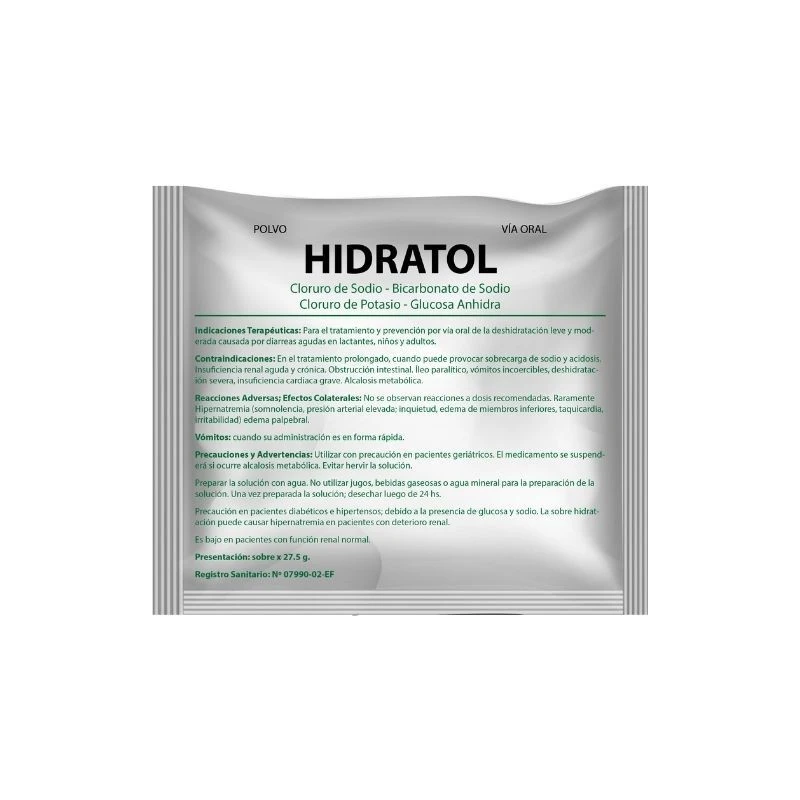 POLVO VÍA ORAL
HIDRATOL
Cloruro de Sodio - Bicarbonato de Sodio
Cloruro de Potasio - Glucosa Anhidra
Indicaciones Terapéuticas: Para el tratamiento y prevención por vía oral de la deshidratación leve y mod-
erada causada por diarreas agudas en lactantes, niños y adultos.
Contraindicaciones: En el tratamiento prolongado, cuando puede provocar sobrecarga de sodio y acidosis.
Insuficiencia renal aguda y crónica. Obstrucción intestinal. Íleo paralítico, vómitos incoercibles, deshidratac-
ión severa, insuficiencia cardiaca grave. Alcalosis metabólica.
Reacciones Adversas; Efectos Colaterales: No se observan reacciones a dosis recomendadas. Raramente
Hipernatremia (somnolencia, presión arterial elevada; inquietud, edema de miembros inferiores, taquicardia,
irritabilidad) edema palpebral.
Vómitos: cuando su administración es en forma rápida.
Precauciones y Advertencias: Utilizar con precaución en pacientes geriátricos. El medicamento se suspend-
erá si ocurre alcalosis metabólica. Evitar hervir la solución.
Preparar la solución con agua. No utilizar jugos, bebidas gaseosas o agua mineral para la preparación de la
solución. Una vez preparada la solución; desechar luego de 24 hs.
Precaución en pacientes diabéticos e hipertensos; debido a la presencia de glucosa y sodio. La sobre hidrat-
ación puede causar hipernatremia en pacientes con deterioro renal.
Es bajo en pacientes con función renal normal.
Presentación: sobre x 27.5 g.
Registro Sanitario: Nº 07990-02-EF